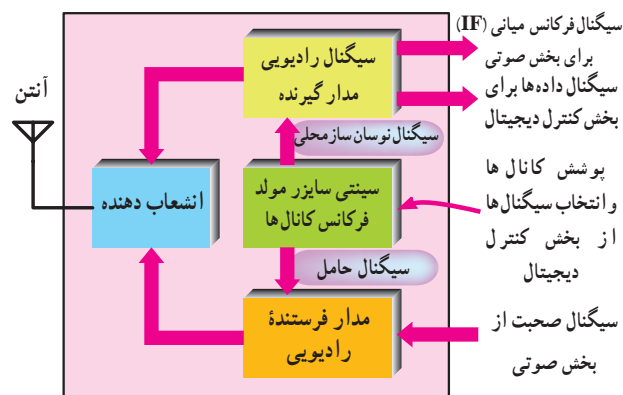 سیگنال فرکانس میانی (IF)
برای بخش صوتی
سیگنال داده‌ها برای
بخش کنترل دیجیتال
پوشش کانال ها
و انتخاب سیگنال‌ها
از بخش کنترل
دیجیتال
سیگنال صحبت از
بخش صوتی
سیگنال رادیویی
مدار گیرنده
سیگنال نوسان ساز محلی
سینتی سایزر مولد
فرکانس کانال‌ها
سیگنال حامل
مدار فرستندهٔ
رادیویی
انشعاب دهنده
آنتن